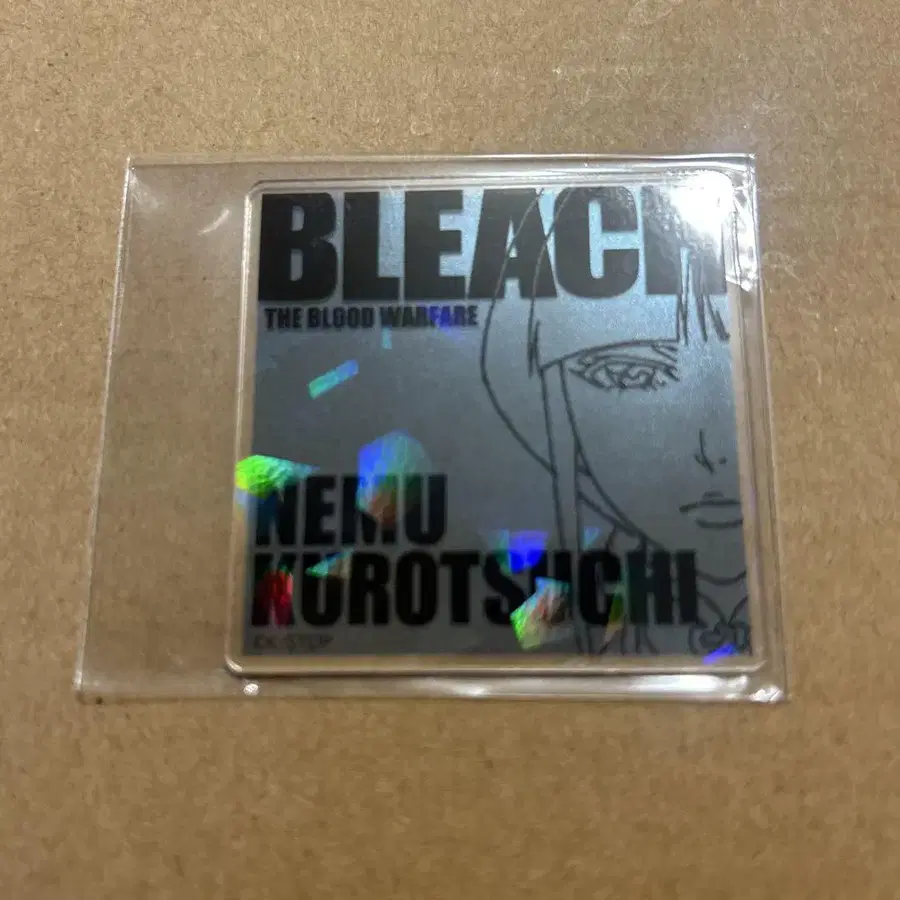 BLEACH
THE BLOOD WARFARE
NEMU
KUROTSUCHI